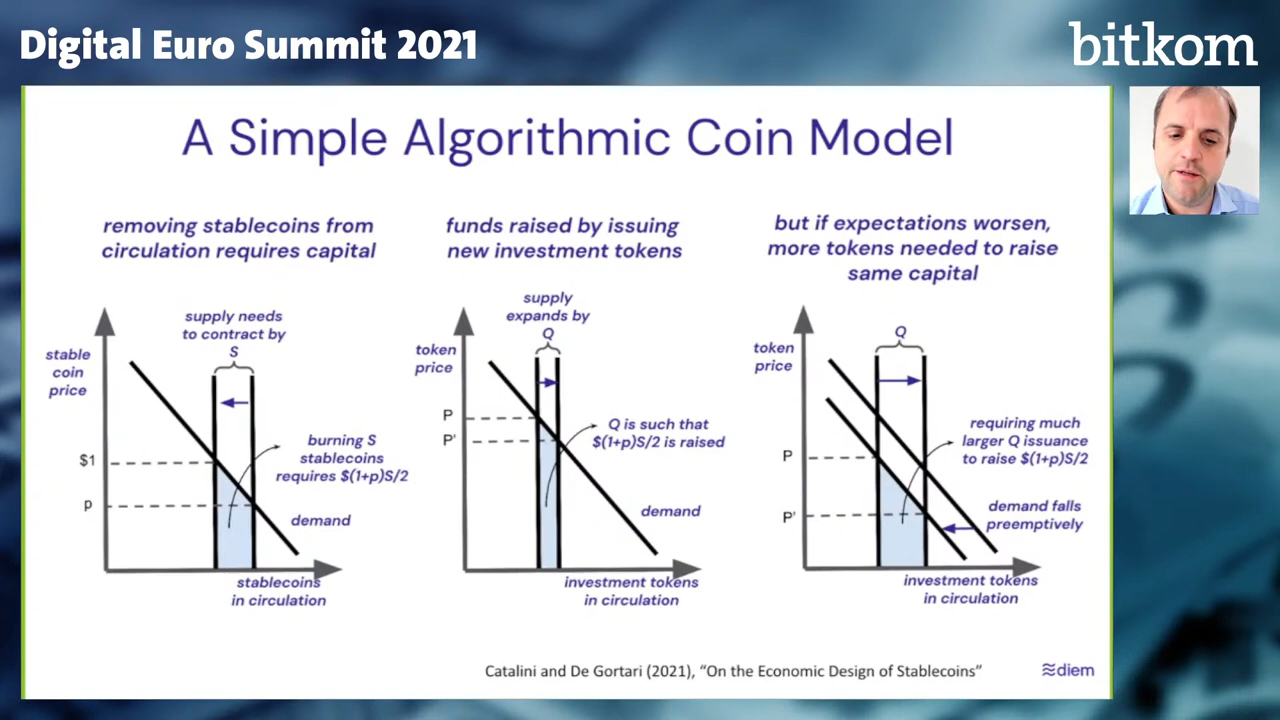 Digital Euro Summit 2021
bitkom
A Simple Algorithmic Coin Model
removing stablecoins from
circulation requires capital
supply needs
to contract by
S
stable
coin
price
$1
p
burning S
stablecoins
requires $(1+p)S/2
demand
stablecoins
in circulation
funds raised by issuing
new investment tokens
supply
expands by
Q
token
price
P
P'
Q is such that
$(1+p)S/2 is raised
demand
investment tokens
in circulation
but if expectations worsen,
more tokens needed to raise
same capital
Q
token
price
P
P'
requiring much
larger Q issuance
to raise $(1+p)S/2
demand falls
preemptively
investment tokens
in circulation
Catalini and De Gortari (2021), “On the Economic Design of Stablecoins”
diem